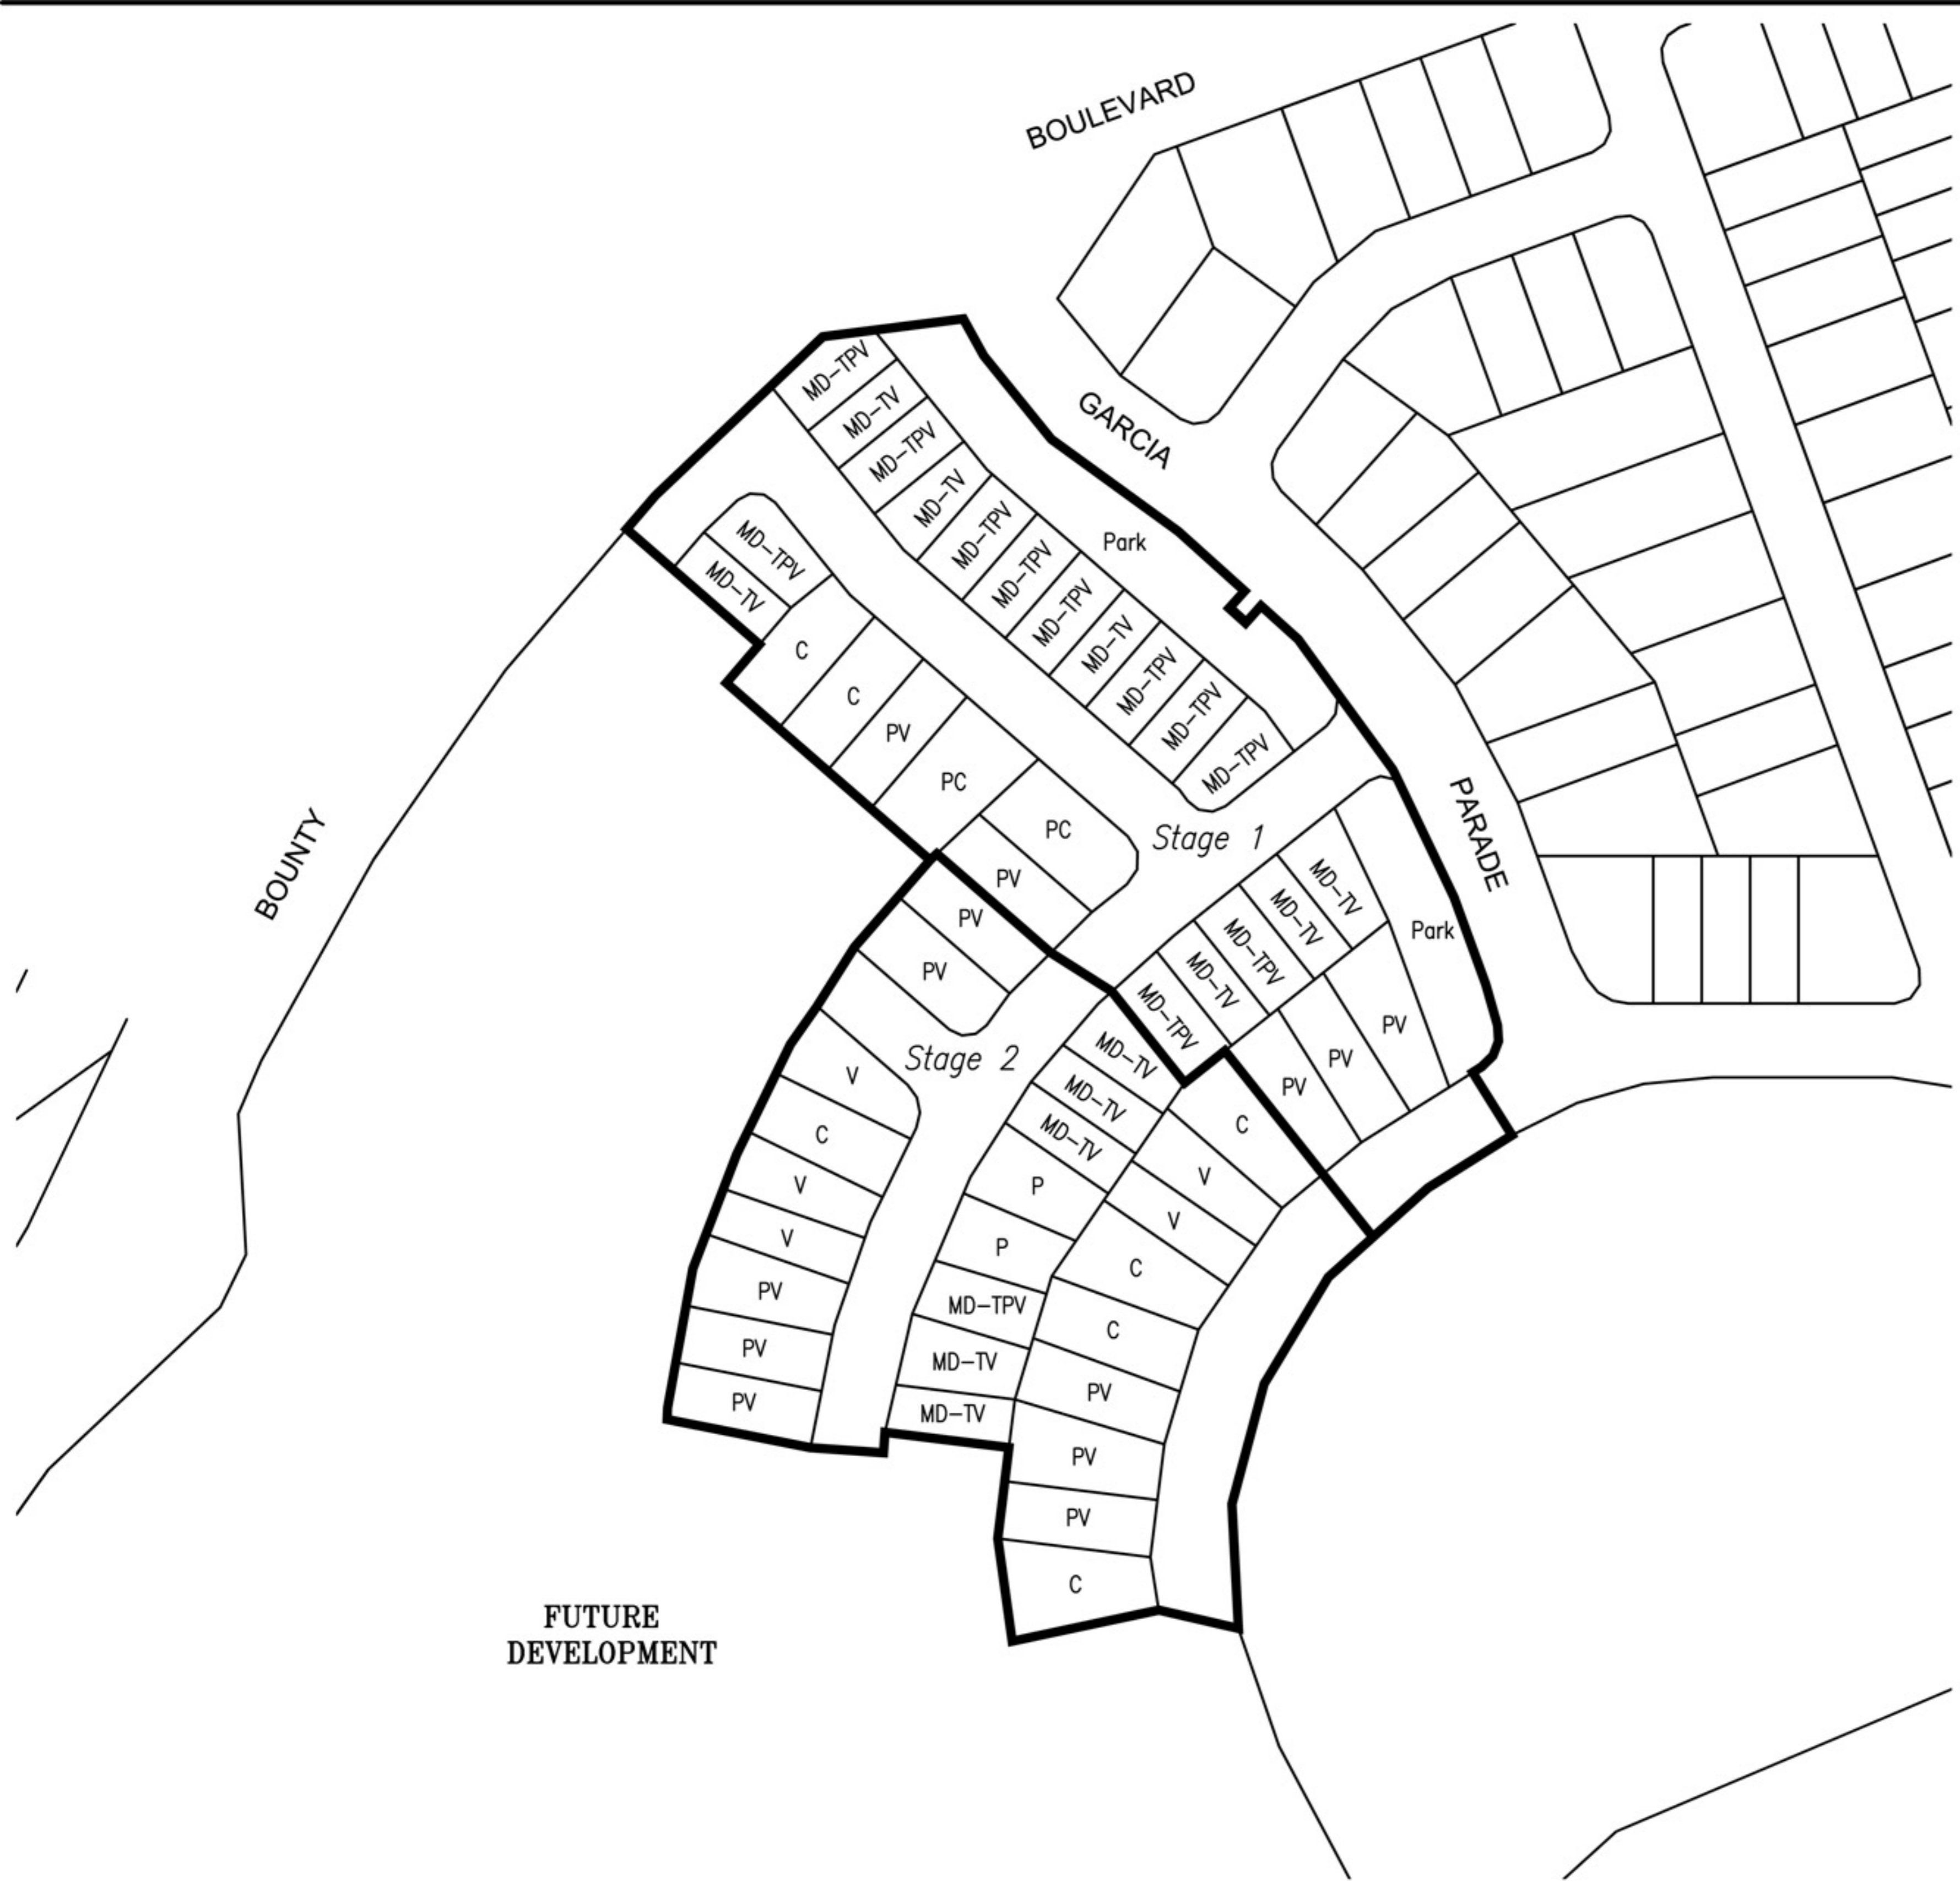 BOULEVARD
GARCIA
PARADE
BOUNTY
MD-TPV
MD-TV
MD-TPV
MD-TV
MD-TPV
MD-TPV
MD-TPV
MD-TV
MD-TPV
MD-TPV
MD-TPV
Park
MD-TPV
MD-TV
C
C
PV
PC
PC
PV
Stage 1
MD-TV
MD-TV
MD-TPV
MD-TV
MD-TPV
Park
PV
PV
PV
PV
PV
Stage 2
V
C
V
V
PV
PV
PV
MD-TV
MD-TV
MD-TV
P
P
MD-TPV
MD-TV
MD-TV
C
V
V
C
C
PV
PV
PV
C
FUTURE
DEVELOPMENT